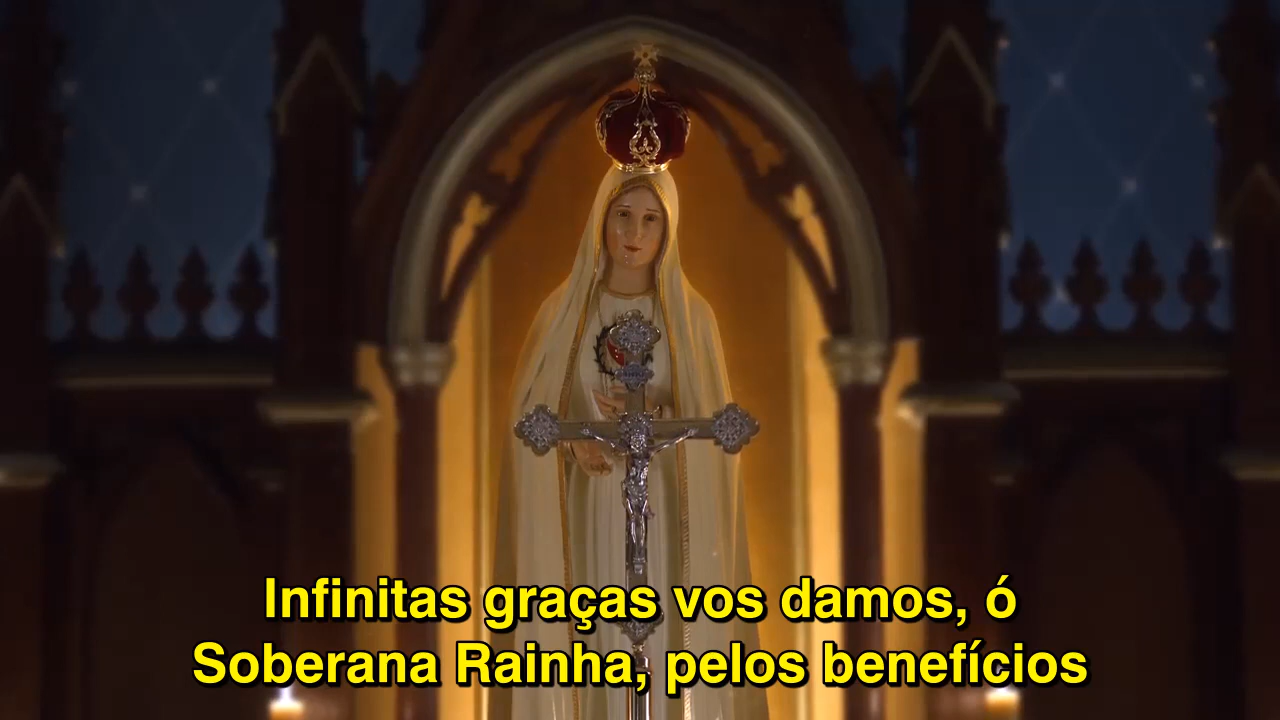 Infinitas graças vos damos, ó
Soberana Rainha, pelos benefícios